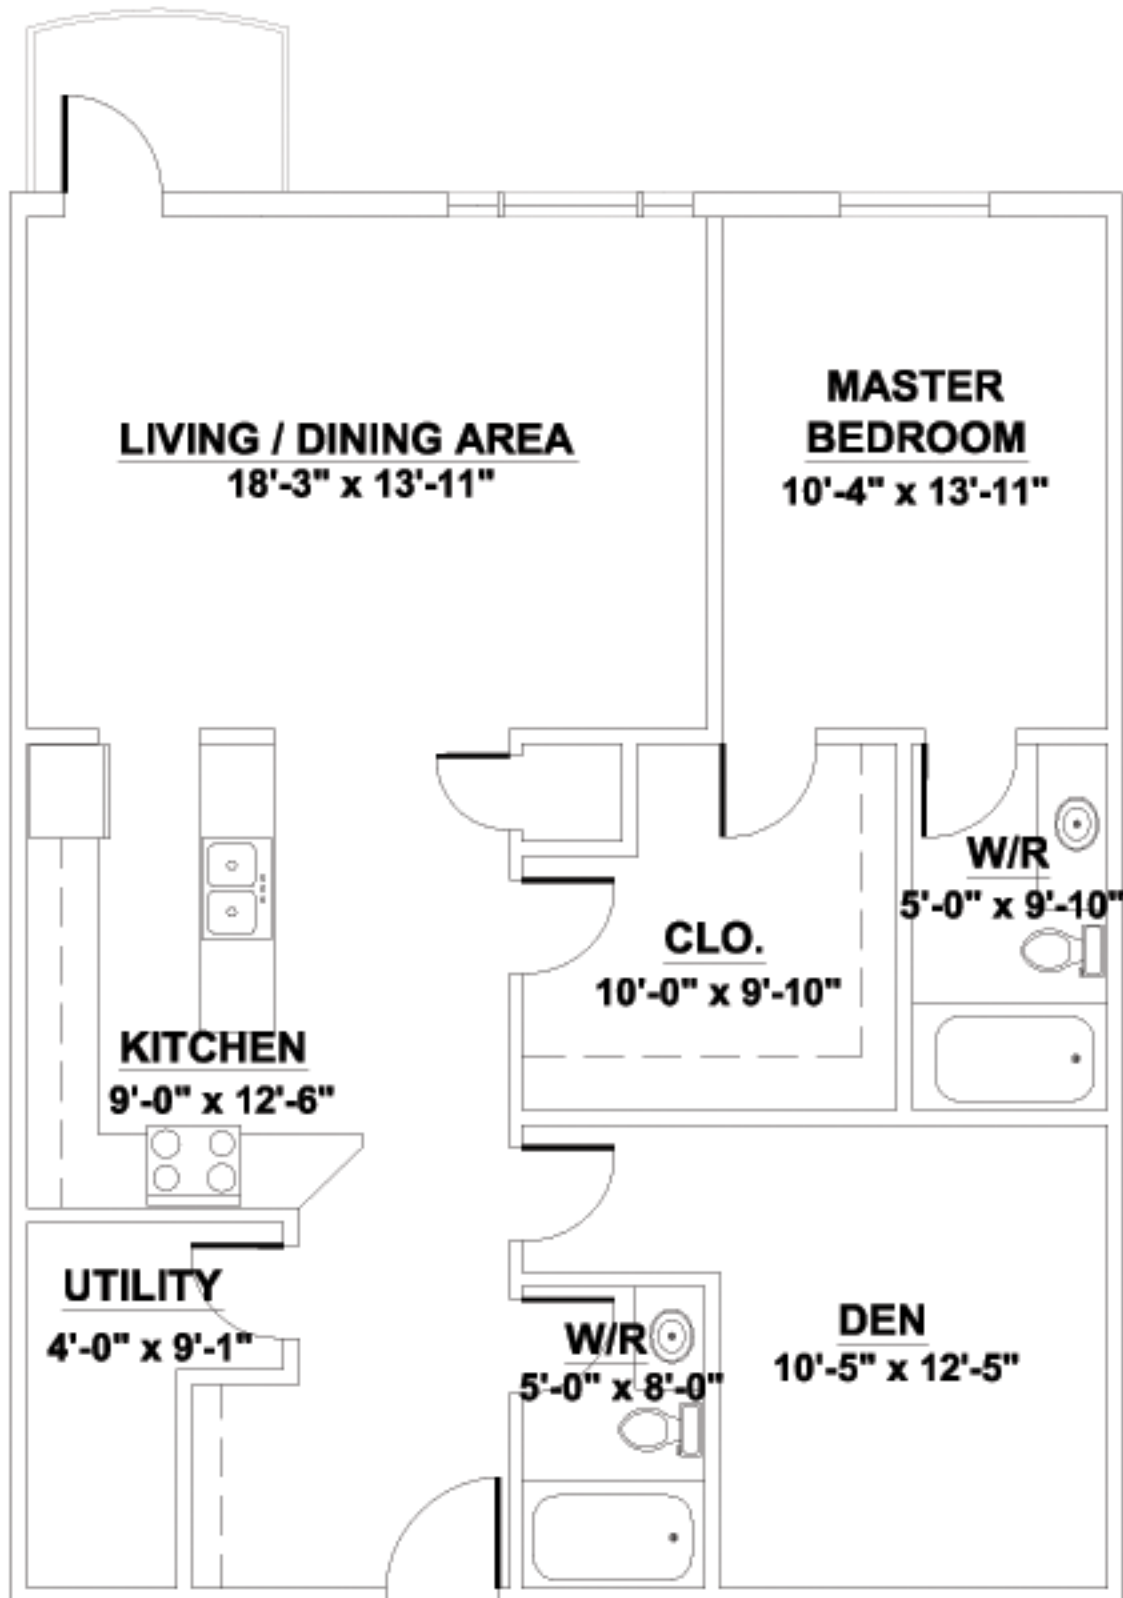 LIVING / DINING AREA
18'-3" x 13'-11"
MASTER
BEDROOM
10'-4" x 13'-11"
W/R
5'-0" x 9'-10"
CLO.
10'-0" x 9'-10"
KITCHEN
9'-0" x 12'-6"
UTILITY
4'-0" x 9'-1"
W/R
5'-0" x 8'-0"
DEN
10'-5" x 12'-5"